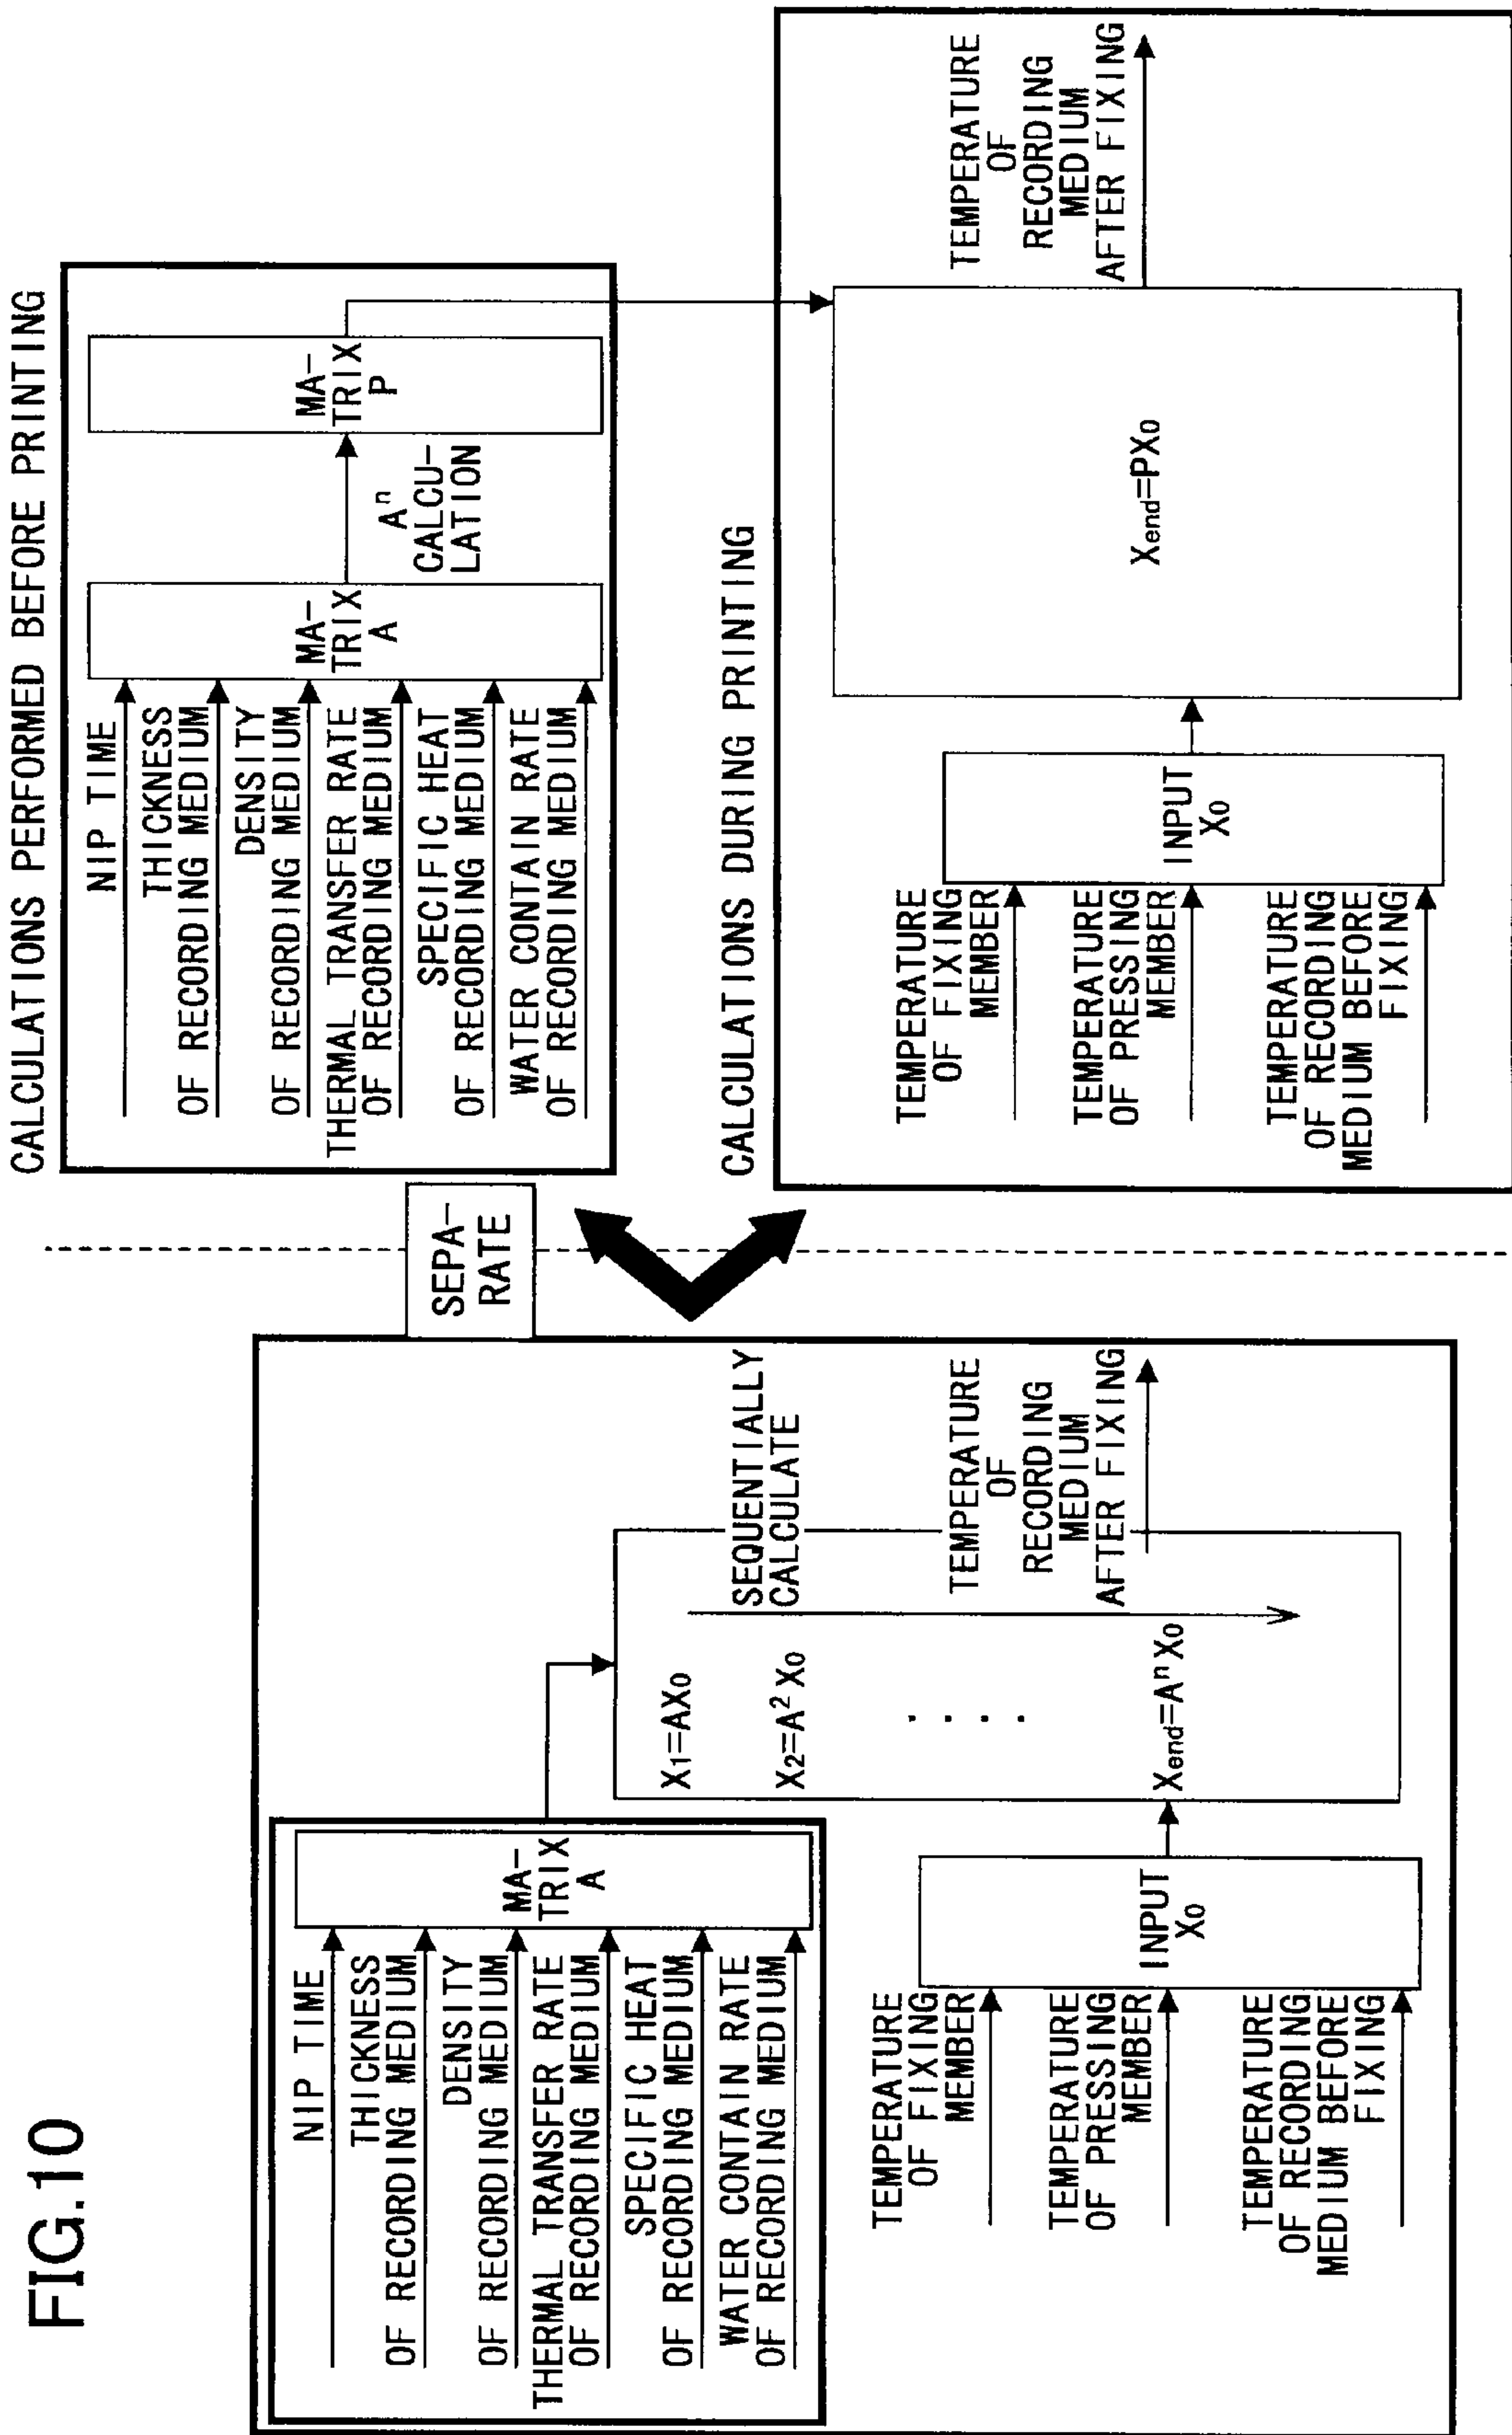 FIG.10
NIP TIME
THICKNESS
OF RECORDING MEDIUM
DENSITY
OF RECORDING MEDIUM
THERMAL TRANSFER RATE
OF RECORDING MEDIUM
SPECIFIC HEAT
OF RECORDING MEDIUM
WATER CONTAIN RATE
OF RECORDING MEDIUM
MA-
TRIX
A
TEMPERATURE
OF FIXING
MEMBER
TEMPERATURE
OF PRESSING
MEMBER
TEMPERATURE
OF RECORDING
MEDIUM BEFORE
FIXING
INPUT
X₀
X₁=AX₀
X₂=A² X₀
. . . .
Xend=Aⁿ X₀
SEQUENTIALLY
CALCULATE
TEMPERATURE
OF
RECORDING
MEDIUM
AFTER FIXING
SEPA-
RATE
CALCULATIONS PERFORMED BEFORE PRINTING
NIP TIME
THICKNESS
OF RECORDING MEDIUM
DENSITY
OF RECORDING MEDIUM
THERMAL TRANSFER RATE
OF RECORDING MEDIUM
SPECIFIC HEAT
OF RECORDING MEDIUM
WATER CONTAIN RATE
OF RECORDING MEDIUM
MA-
TRIX
A
Aⁿ
CALCU-
LATION
MA-
TRIX
P
CALCULATIONS DURING PRINTING
TEMPERATURE
OF FIXING
MEMBER
TEMPERATURE
OF PRESSING
MEMBER
TEMPERATURE
OF RECORDING
MEDIUM BEFORE
FIXING
INPUT
X₀
Xend=PX₀
TEMPERATURE
OF
RECORDING
MEDIUM
AFTER FIXING